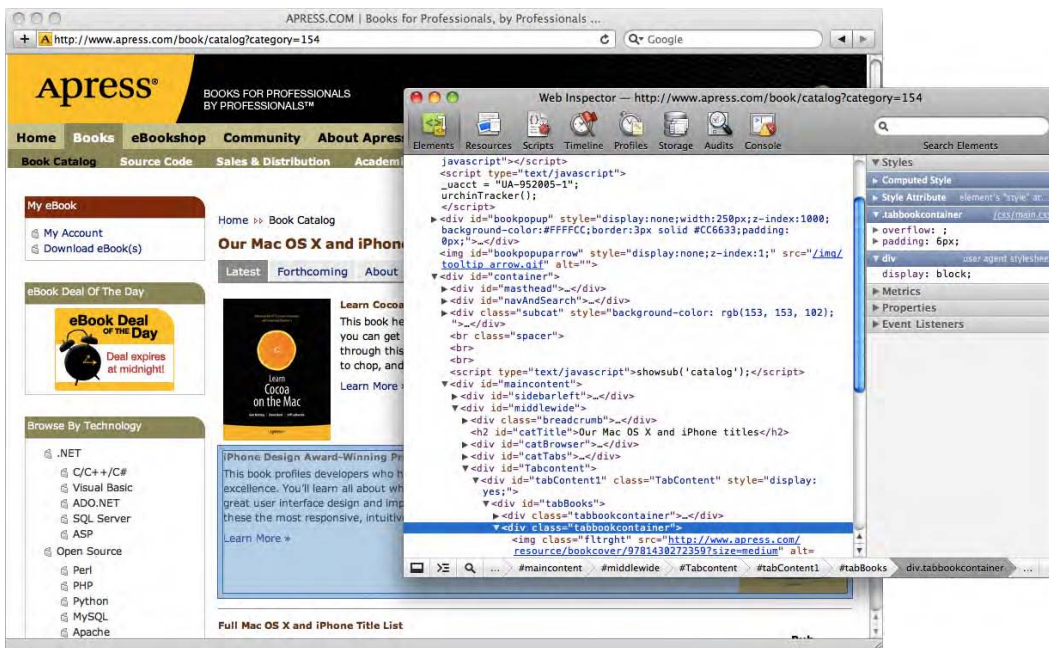 APRESS.COM | Books for Professionals, by Professionals ...
http://www.apress.com/book/catalog?category=154
Google
Apress®
BOOKS FOR PROFESSIONALS
BY PROFESSIONALS™
Home Books eBookshop Community About Apress
Book Catalog Source Code Sales & Distribution Academi
My eBook
My Account
Download eBook(s)
eBook Deal Of The Day
eBook Deal
OF THE Day
Deal expires
at midnight!
Browse By Technology
.NET
C/C++/C#
Visual Basic
ADO.NET
SQL Server
ASP
Open Source
Perl
PHP
Python
MySQL
Apache
Home Book Catalog
Our Mac OS X and iPhon
Latest Forthcoming About
Learn
Cocoa
on the Mac
Learn Cocoa
This book he
you can get
through this
to chop, and
Learn More »
iPhone Design Award-Winning Pr
This book profiles developers who h
excellence. You'll learn all about wh
great user interface design and imp
these the most responsive, intuitiv
Learn More »
Full Mac OS X and iPhone Title List
Web Inspector — http://www.apress.com/book/catalog?category=154
Elements Resources Scripts Timeline Profiles Storage Audits Console
Search Elements
javascript"></script>
<script type="text/javascript">
_uacct = "UA-952005-1";
urchinTracker();
</script>
<div id="bookpopup" style="display:none;width:250px;z-index:1000;
background-color:#FFFFCC;border:3px solid #CC6633;padding:
0px;">…</div>
<img id="bookpopuparrow" style="display:none;z-index:1;" src="/img/
tooltip_arrow.gif" alt="">
<div id="container">
<div id="masthead">…</div>
<div id="navAndSearch">…</div>
<div class="subcat" style="background-color: rgb(153, 153, 102);
">…</div>
<br class="spacer">
<br>
<br>
<script type="text/javascript">showsub('catalog');</script>
<div id="maincontent">
<div id="sidebarleft">…</div>
<div id="middlewide">
<div class="breadcrumb">…</div>
<h2 id="catTitle">Our Mac OS X and iPhone titles</h2>
<div id="catBrowser">…</div>
<div id="catTabs">…</div>
<div id="Tabcontent">
<div id="tabContent1" class="TabContent" style="display:
yes;">
<div id="tabBooks">
<div class="tabbookcontainer">…</div>
<div class="tabbookcontainer">
<img class="fltrght" src="http://www.apress.com/
resource/bookcover/9781430272359?size=medium" alt=
... #maincontent #middlewide #Tabcontent #tabContent1 #tabBooks div.tabbookcontainer ...
Styles
Computed Style
Style Attribute element's "style" at...
.tabbookcontainer /css/main.cs
overflow: ;
padding: 6px;
div user agent stylesheet
display: block;
Metrics
Properties
Event Listeners